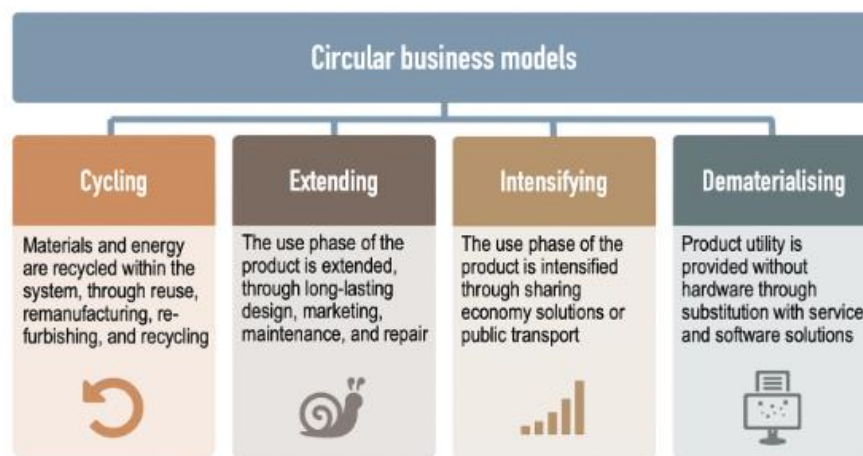 Circular business models
Cycling
Materials and energy
are recycled within the
system, through reuse,
remanufacturing, re-
furbishing, and recycling
Extending
The use phase of the
product is extended,
through long-lasting
design, marketing,
maintenance, and repair
Intensifying
The use phase of the
product is intensified
through sharing
economy solutions or
public transport
Dematerialising
Product utility is
provided without
hardware through
substitution with service
and software solutions